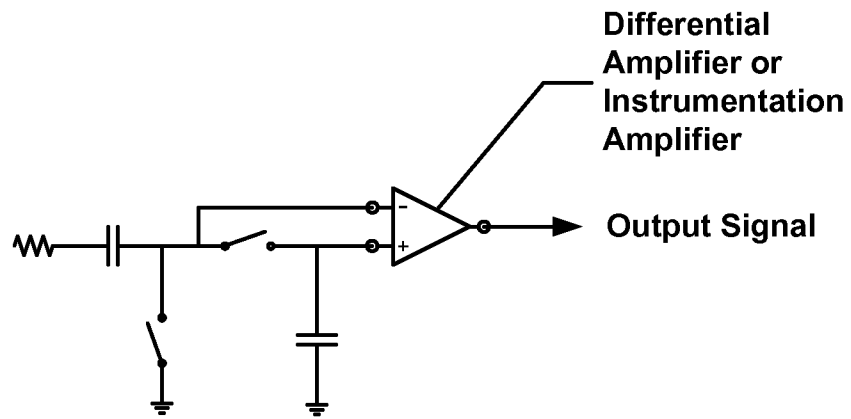 Differential
Amplifier or
Instrumentation
Amplifier
-
+
Output Signal